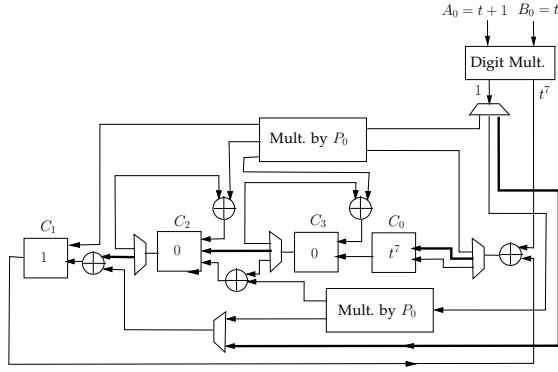 A₀ = t + 1 B₀ = t
Digit Mult.
1 t⁷
Mult. by P₀
C₁ C₂ C₃ C₀
1 0 0 t⁷
Mult. by P₀